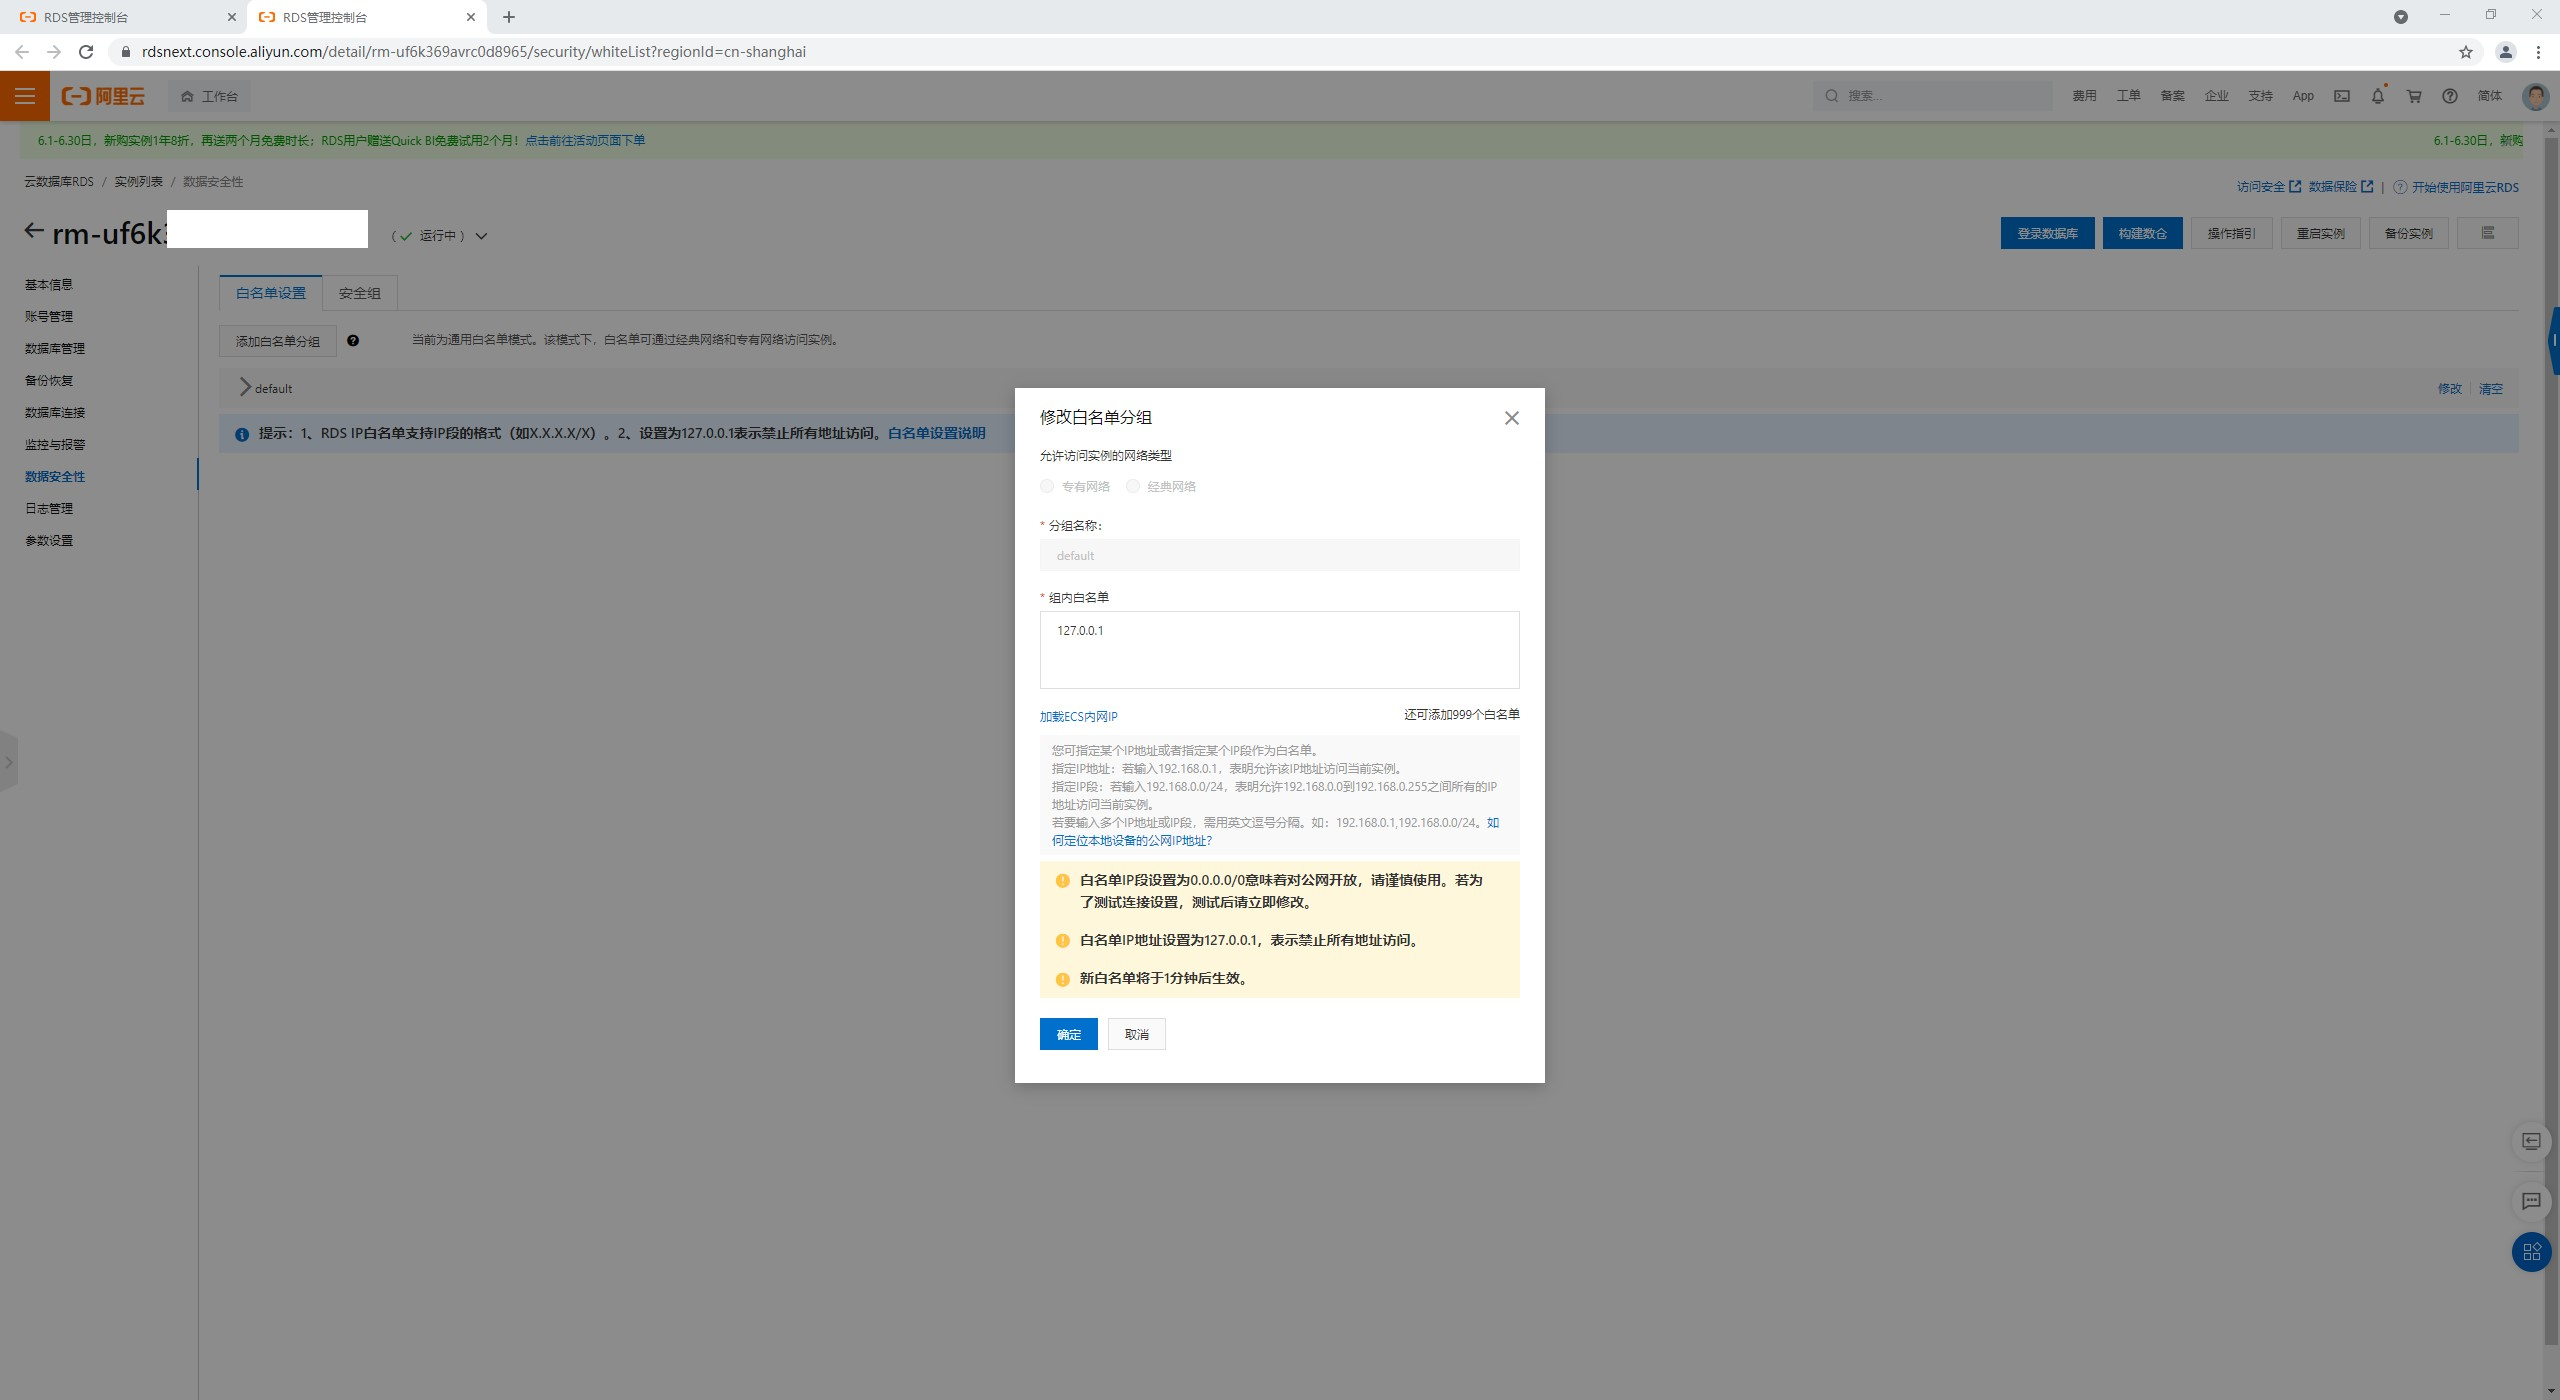 RDS管理控制台
RDS管理控制台
rdsnext.console.aliyun.com/detail/rm-uf6k369avrc0d8965/security/whiteList?regionId=cn-shanghai
阿里云
工作台
搜索...
费用 工单 备案 企业 支持 App 简体
6.1-6.30日，新购实例1年8折，再送两个月免费时长；RDS用户赠送Quick BI免费试用2个月！点击前往活动页面下单
6.1-6.30日，新购
云数据库RDS / 实例列表 / 数据安全性
访问安全 数据保险 | 开始使用阿里云RDS
rm-uf6k3
( 运行中 )
登录数据库 构建数仓 操作指引 重启实例 备份实例
基本信息
账号管理
数据库管理
备份恢复
数据库连接
监控与报警
数据安全性
日志管理
参数设置
白名单设置 安全组
添加白名单分组
当前为通用白名单模式。该模式下，白名单可通过经典网络和专有网络访问实例。
default
修改 清空
提示：1、RDS IP白名单支持IP段的格式（如X.X.X.X/X）。2、设置为127.0.0.1表示禁止所有地址访问。白名单设置说明
修改白名单分组
允许访问实例的网络类型
专有网络 经典网络
* 分组名称：
default
* 组内白名单
127.0.0.1
加载ECS内网IP
还可添加999个白名单
您可指定某个IP地址或者指定某个IP段作为白名单。
指定IP地址：若输入192.168.0.1，表明允许该IP地址访问当前实例。
指定IP段：若输入192.168.0.0/24，表明允许192.168.0.0到192.168.0.255之间所有的IP
地址访问当前实例。
若要输入多个IP地址或IP段，需用英文逗号分隔。如：192.168.0.1,192.168.0.0/24。如
何定位本地设备的公网IP地址?
白名单IP段设置为0.0.0.0/0意味着对公网开放，请谨慎使用。若为
了测试连接设置，测试后请立即修改。
白名单IP地址设置为127.0.0.1，表示禁止所有地址访问。
新白名单将于1分钟后生效。
确定 取消